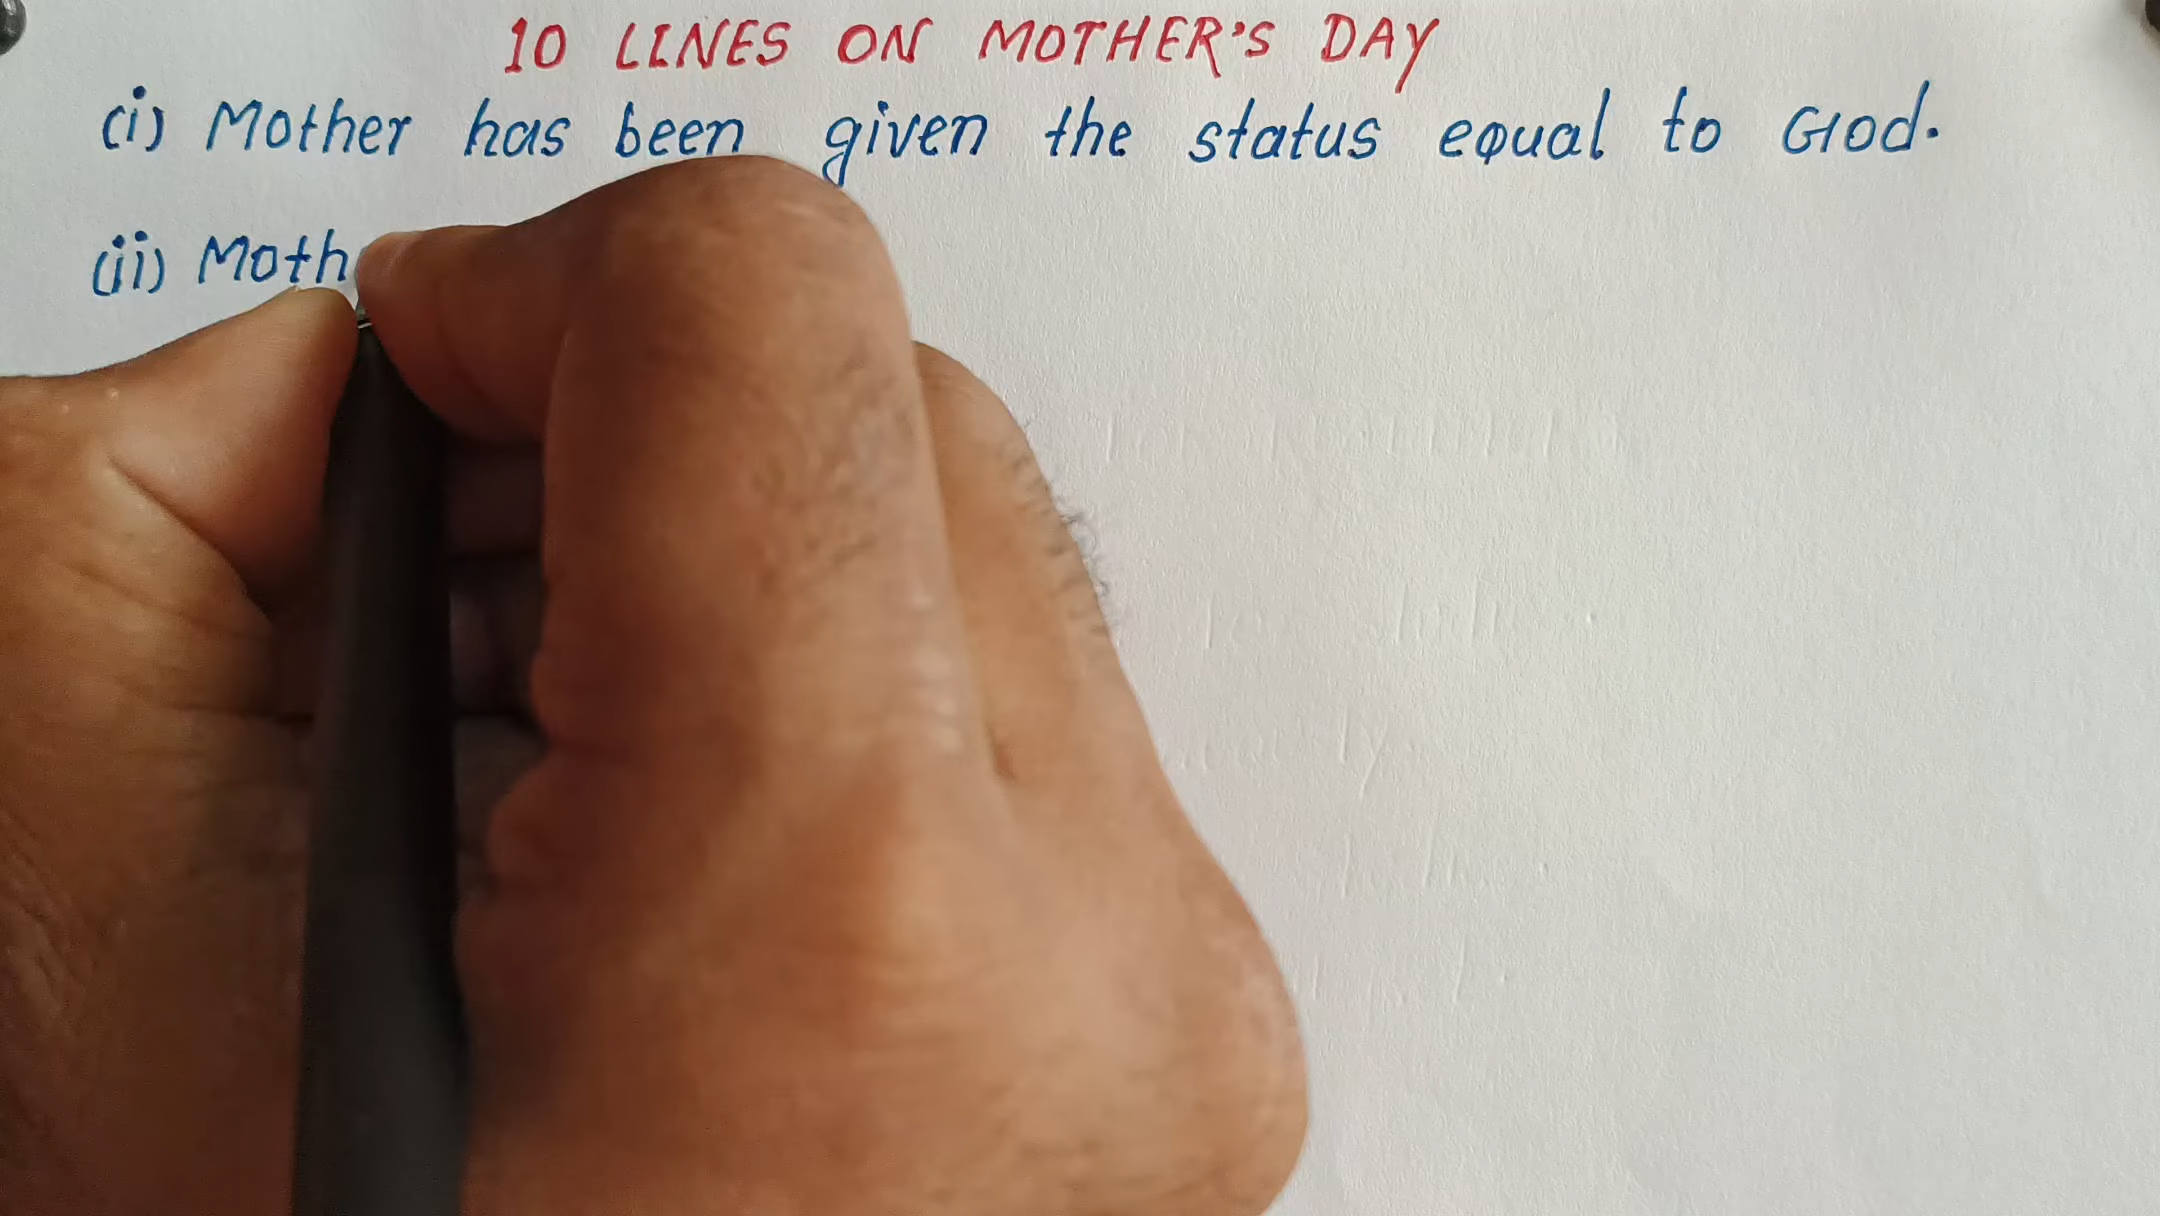 10 LINES ON MOTHER'S DAY
(i) Mother has been given the status equal to God.
(ii) Moth